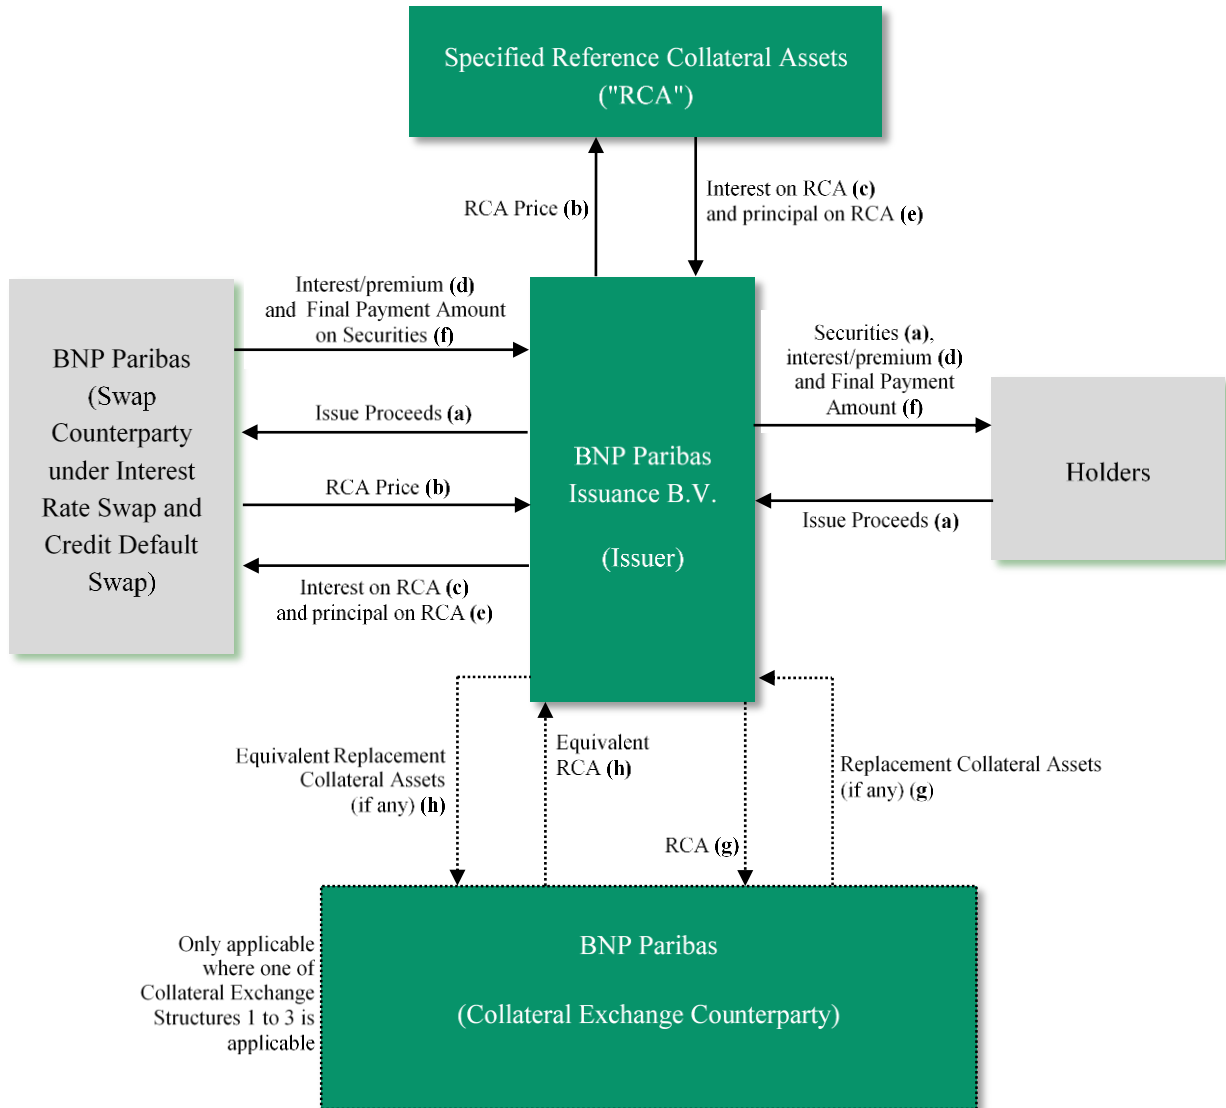 Specified Reference Collateral Assets
("RCA")
RCA Price (b)
Interest on RCA (c)
and principal on RCA (e)
Interest/premium (d)
and Final Payment Amount
on Securities (f)
Issue Proceeds (a)
RCA Price (b)
Interest on RCA (c)
and principal on RCA (e)
BNP Paribas
(Swap
Counterparty
under Interest
Rate Swap and
Credit Default
Swap)
BNP Paribas
Issuance B.V.
(Issuer)
Securities (a),
interest/premium (d)
and Final Payment
Amount (f)
Issue Proceeds (a)
Holders
Equivalent Replacement
Collateral Assets
(if any) (h)
Equivalent
RCA (h)
RCA (g)
Replacement Collateral Assets
(if any) (g)
Only applicable
where one of
Collateral Exchange
Structures 1 to 3 is
applicable
BNP Paribas
(Collateral Exchange Counterparty)